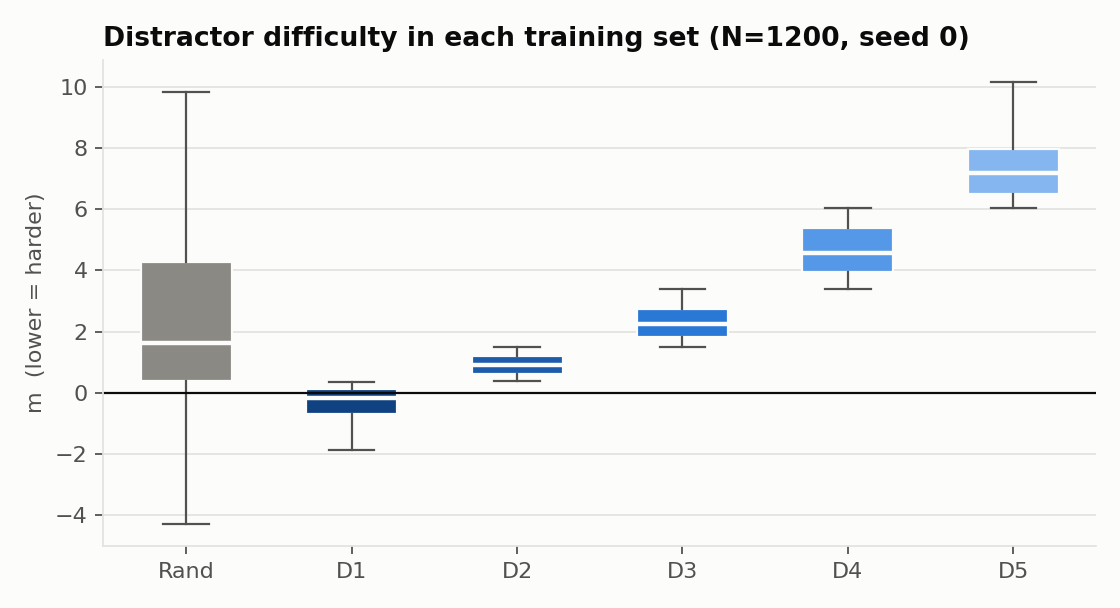 Distractor difficulty in each training set (N=1200, seed 0)
m (lower = harder)
10
8
6
4
2
0
−2
−4
Rand D1 D2 D3 D4 D5